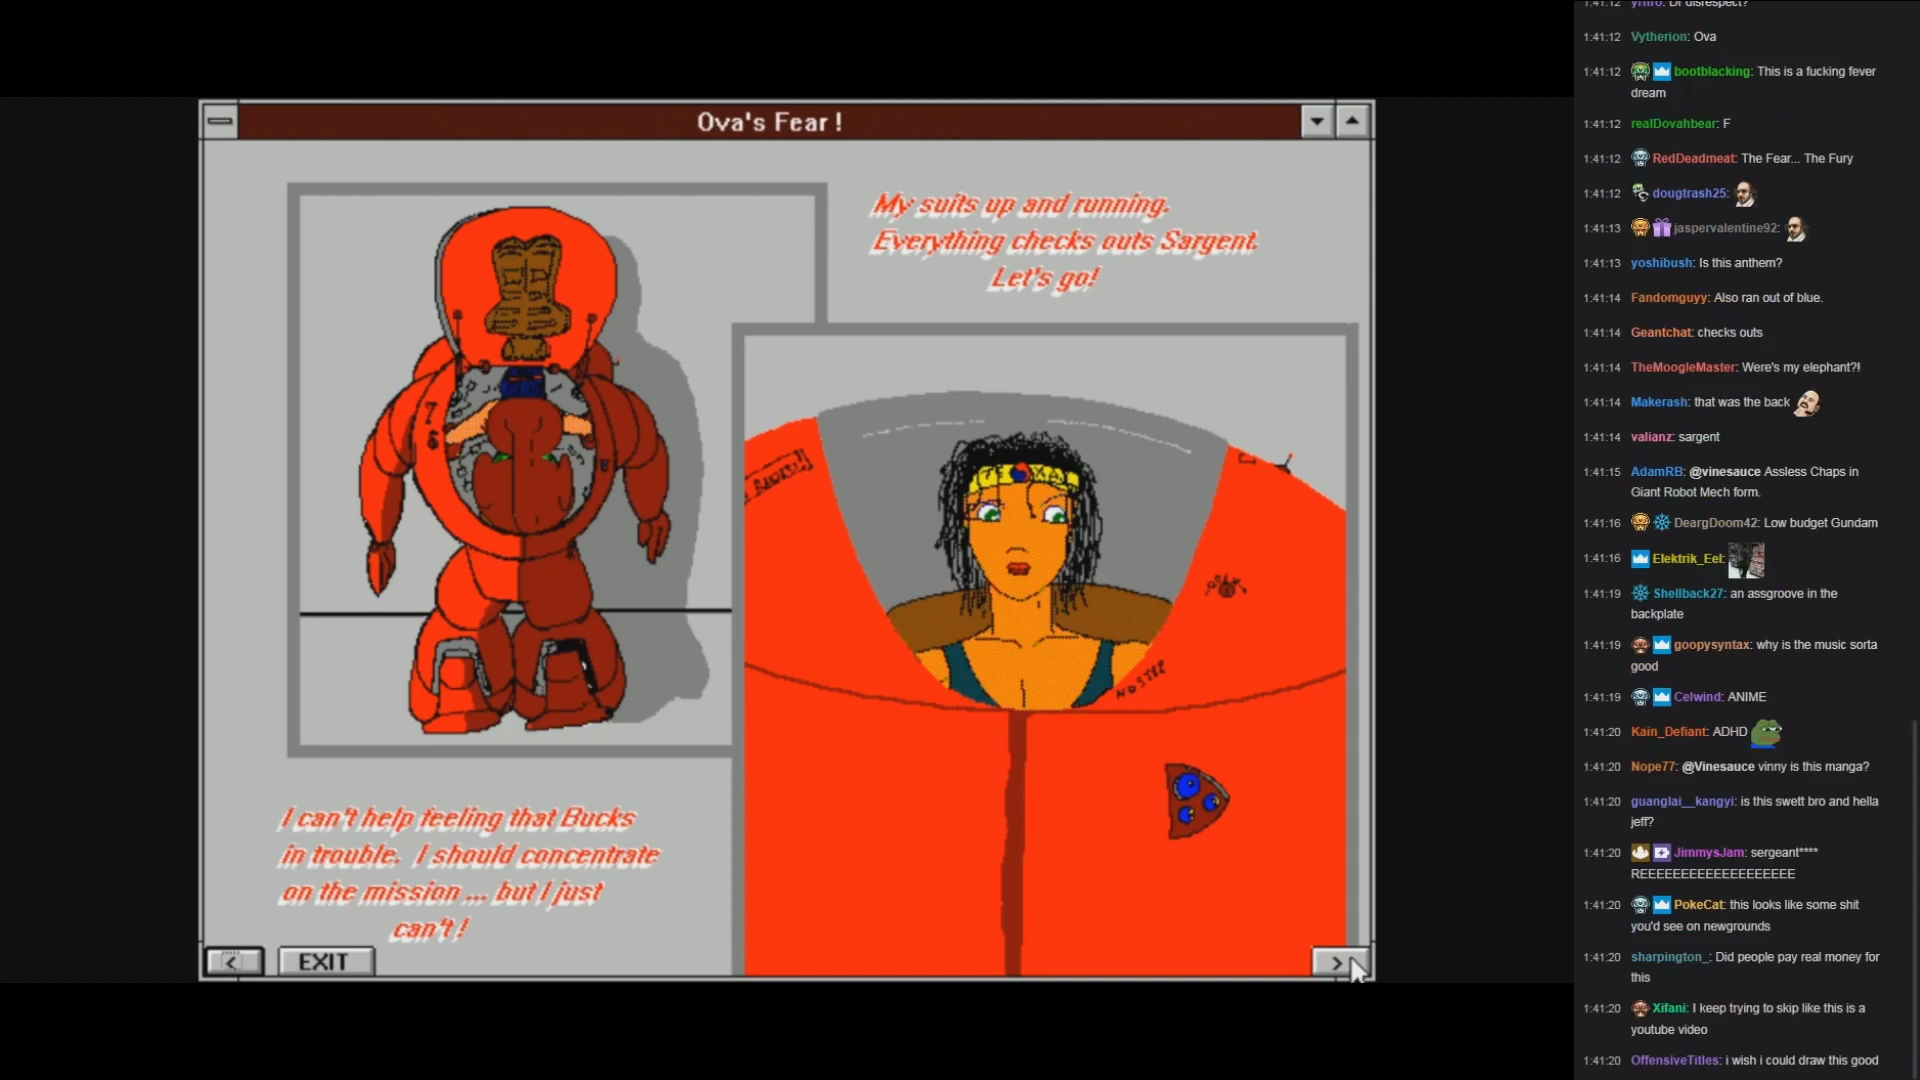 Ova's Fear !
My suits up and running.
Everything checks outs Sargent.
Let's go!
7
6
TEXAS
NOSTEP
I can't help feeling that Bucks
in trouble. I should concentrate
on the mission ... but I just
can't !
<
EXIT
>
1:41:12 Vytherion: Ova
1:41:12 bootblacking: This is a fucking fever
dream
1:41:12 realDovahbear: F
1:41:12 RedDeadmeat: The Fear... The Fury
1:41:12 dougtrash25:
1:41:13 jaspervalentine92:
1:41:13 yoshibush: Is this anthem?
1:41:14 Fandomguyy: Also ran out of blue.
1:41:14 Geantchat: checks outs
1:41:14 TheMoogleMaster: Were's my elephant?!
1:41:14 Makerash: that was the back
1:41:14 valianz: sargent
1:41:15 AdamRB: @vinesauce Assless Chaps in
Giant Robot Mech form.
1:41:16 DeargDoom42: Low budget Gundam
1:41:16 Elektrik_Eel:
1:41:19 Shellback27: an assgroove in the
backplate
1:41:19 goopysyntax: why is the music sorta
good
1:41:19 Celwind: ANIME
1:41:20 Kain_Defiant: ADHD
1:41:20 Nope77: @Vinesauce vinny is this manga?
1:41:20 guanglai__kangyi: is this swett bro and hella
jeff?
1:41:20 JimmysJam: sergeant****
REEEEEEEEEEEEEEEEEEE
1:41:20 PokeCat: this looks like some shit
you'd see on newgrounds
1:41:20 sharpington_: Did people pay real money for
this
1:41:20 Xifani: I keep trying to skip like this is a
youtube video
1:41:20 OffensiveTitles: i wish i could draw this good